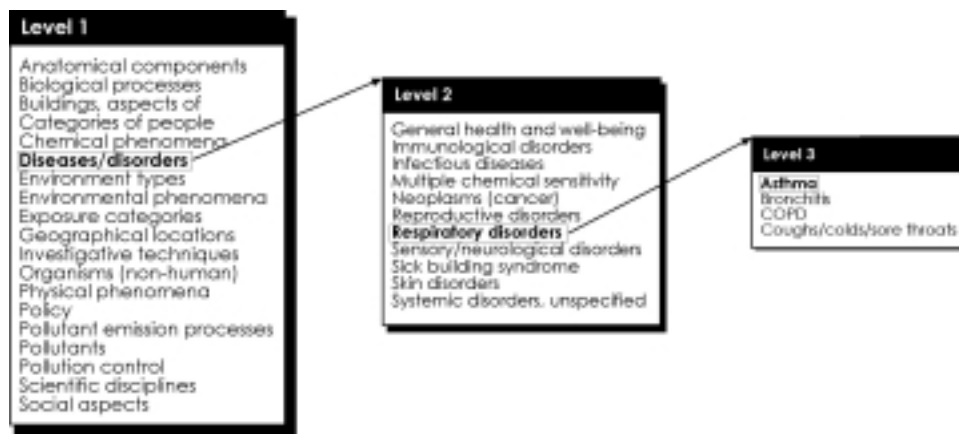 Level 1
Anatomical components
Biological processes
Buildings, aspects of
Categories of people
Chemical phenomena
Diseases/disorders
Environment types
Environmental phenomena
Exposure categories
Geographical locations
Investigative techniques
Organisms (non-human)
Physical phenomena
Policy
Pollutant emission processes
Pollutants
Pollution control
Scientific disciplines
Social aspects
Level 2
General health and well-being
Immunological disorders
Infectious diseases
Multiple chemical sensitivity
Neoplasms (cancer)
Reproductive disorders
Respiratory disorders
Sensory/neurological disorders
Sick building syndrome
Skin disorders
Systemic disorders, unspecified
Level 3
Asthma
Bronchitis
COPD
Coughs/colds/sore throats